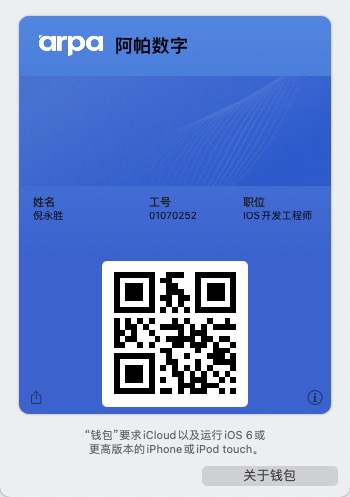 arpa 阿帕数字
姓名 工号 职位
倪永胜 01070252 IOS开发工程师
“钱包”要求iCloud以及运行iOS 6或
更高版本的iPhone或iPod touch。
关于钱包